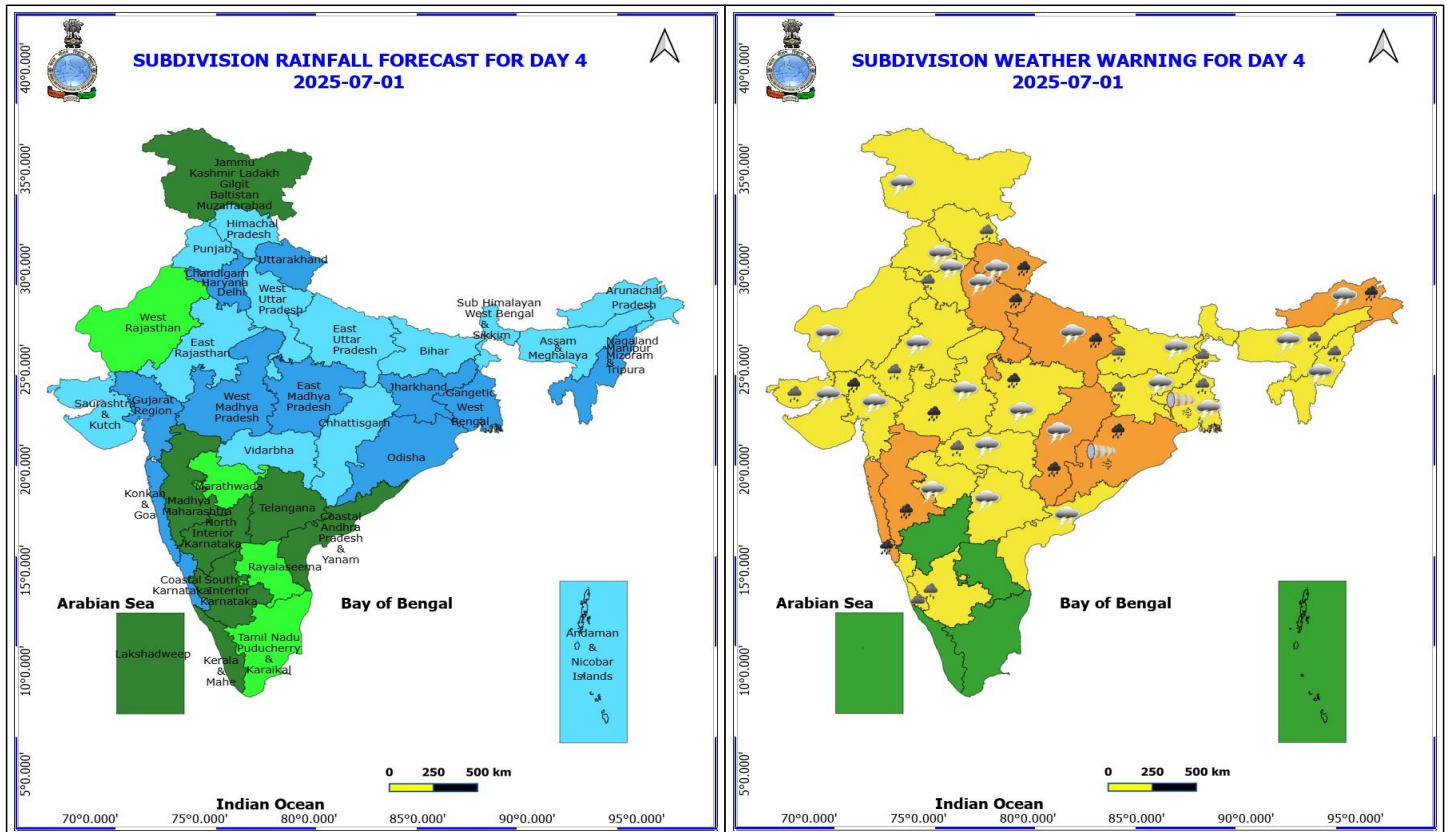 SUBDIVISION RAINFALL FORECAST FOR DAY 4
2025-07-01
40°0.000'
35°0.000'
30°0.000'
25°0.000'
20°0.000'
15°0.000'
10°0.000'
5°0.000'
Jammu
Kashmir Ladakh
Gilgit
Baltistan
Muzaffarabad
Himachal
Pradesh
Punjab
Uttarakhand
Chandigarh
Haryana
Delhi
West
Uttar
Pradesh
West
Rajasthan
East
Rajasthan
East
Uttar
Pradesh
Bihar
Sub Himalayan
West Bengal
&
Sikkim
Arunachal
Pradesh
Assam
&
Meghalaya
Nagaland
Manipur
Mizoram
&
Tripura
Saurashtra
&
Kutch
Gujarat
Region
West
Madhya
Pradesh
East
Madhya
Pradesh
Jharkhand
Gangetic
West
Bengal
Chhattisgarh
Odisha
Vidarbha
Marathwada
Konkan
&
Goa
Madhya
Maharashtra
Telangana
North
Interior
Karnataka
Coastal
Andhra
Pradesh
&
Yanam
Rayalaseema
Coastal
Karnataka
South
Interior
Karnataka
Tamil Nadu
Puducherry
&
Karaikal
Kerala
&
Mahe
Lakshadweep
Andaman
&
Nicobar
Islands
Arabian Sea
Bay of Bengal
Indian Ocean
0 250 500 km
70°0.000' 75°0.000' 80°0.000' 85°0.000' 90°0.000' 95°0.000'
SUBDIVISION WEATHER WARNING FOR DAY 4
2025-07-01
40°0.000'
35°0.000'
30°0.000'
25°0.000'
20°0.000'
15°0.000'
10°0.000'
5°0.000'
Arabian Sea
Bay of Bengal
Indian Ocean
0 250 500 km
70°0.000' 75°0.000' 80°0.000' 85°0.000' 90°0.000' 95°0.000'